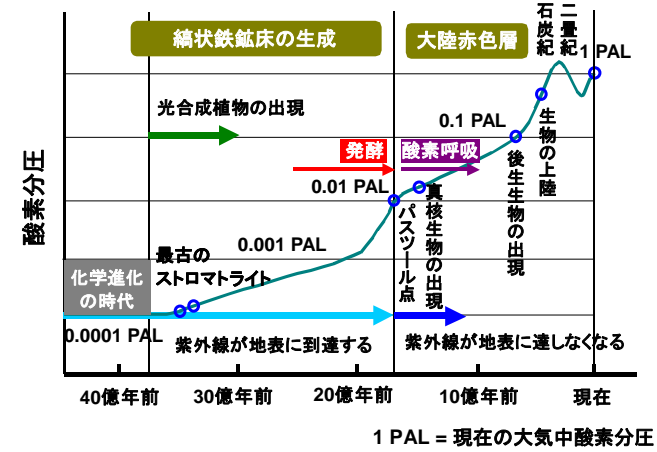 縞状鉄鉱床の生成
大陸赤色層
石炭紀
二畳紀
1 PAL
光合成植物の出現
0.1 PAL
生物の上陸
発酵
酸素呼吸
後生生物の出現
0.01 PAL
真核生物の出現
パスツール点
酸素分圧
0.001 PAL
最古の
ストロマトライト
化学進化
の時代
0.0001 PAL
紫外線が地表に到達する
紫外線が地表に達しなくなる
40億年前
30億年前
20億年前
10億年前
現在
1 PAL = 現在の大気中酸素分圧